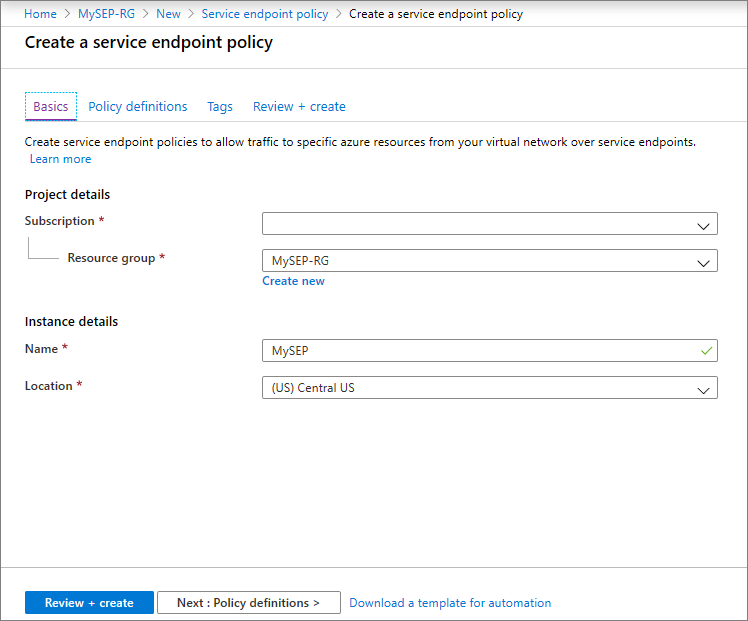 Home > MySEP-RG > New > Service endpoint policy > Create a service endpoint policy
Create a service endpoint policy
Basics Policy definitions Tags Review + create
Create service endpoint policies to allow traffic to specific azure resources from your virtual network over service endpoints.
Learn more
Project details
Subscription *
Resource group * MySEP-RG
Create new
Instance details
Name * MySEP
Location * (US) Central US
Review + create Next : Policy definitions > Download a template for automation